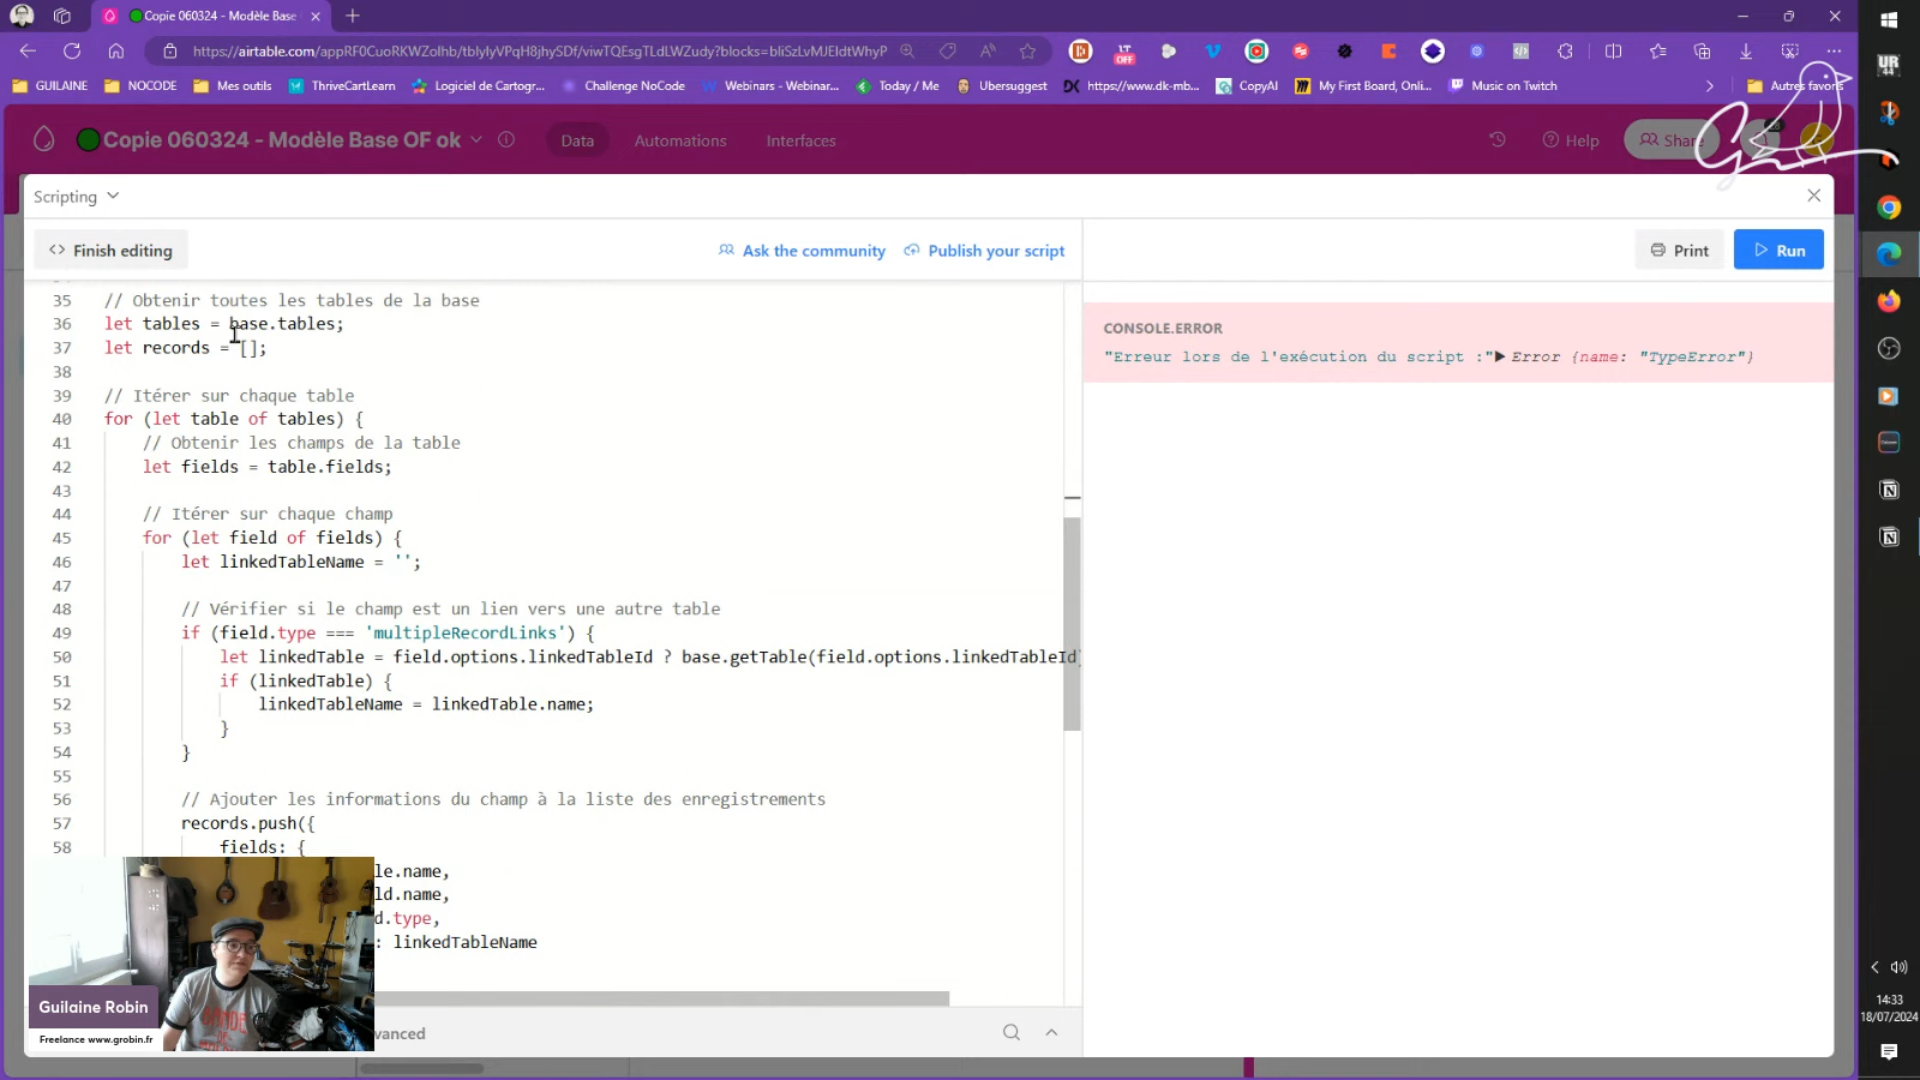 Copie 060324 - Modèle Base
https://airtable.com/appRF0CuoRKWZolhb/tblyIyVPqH8jhySDf/viwTQEsgTLdLWZudy?blocks=bliSzLvMJEIdtWhyP
OFF
GUILAINE
NOCODE
Mes outils
ThriveCartLearn
Logiciel de Cartogr...
Challenge NoCode
Webinars - Webinar...
Today / Me
Ubersuggest
https://www.dk-mb...
CopyAI
My First Board, Onli...
Music on Twitch
Autres favoris
Copie 060324 - Modèle Base OF ok
Data
Automations
Interfaces
Help
Share
Scripting
Finish editing
Ask the community
Publish your script
Print
Run
35 // Obtenir toutes les tables de la base
36 let tables = base.tables;
37 let records = [];
38
39 // Itérer sur chaque table
40 for (let table of tables) {
41 // Obtenir les champs de la table
42 let fields = table.fields;
43
44 // Itérer sur chaque champ
45 for (let field of fields) {
46 let linkedTableName = '';
47
48 // Vérifier si le champ est un lien vers une autre table
49 if (field.type === 'multipleRecordLinks') {
50 let linkedTable = field.options.linkedTableId ? base.getTable(field.options.linkedTableId)
51 if (linkedTable) {
52 linkedTableName = linkedTable.name;
53 }
54 }
55
56 // Ajouter les informations du champ à la liste des enregistrements
57 records.push({
58 fields: {
le.name,
ld.name,
d.type,
: linkedTableName
CONSOLE.ERROR
"Erreur lors de l'exécution du script :"▶ Error {name: "TypeError"}
vanced
Guilaine Robin
Freelance www.grobin.fr
UR
44
14:33
18/07/2024